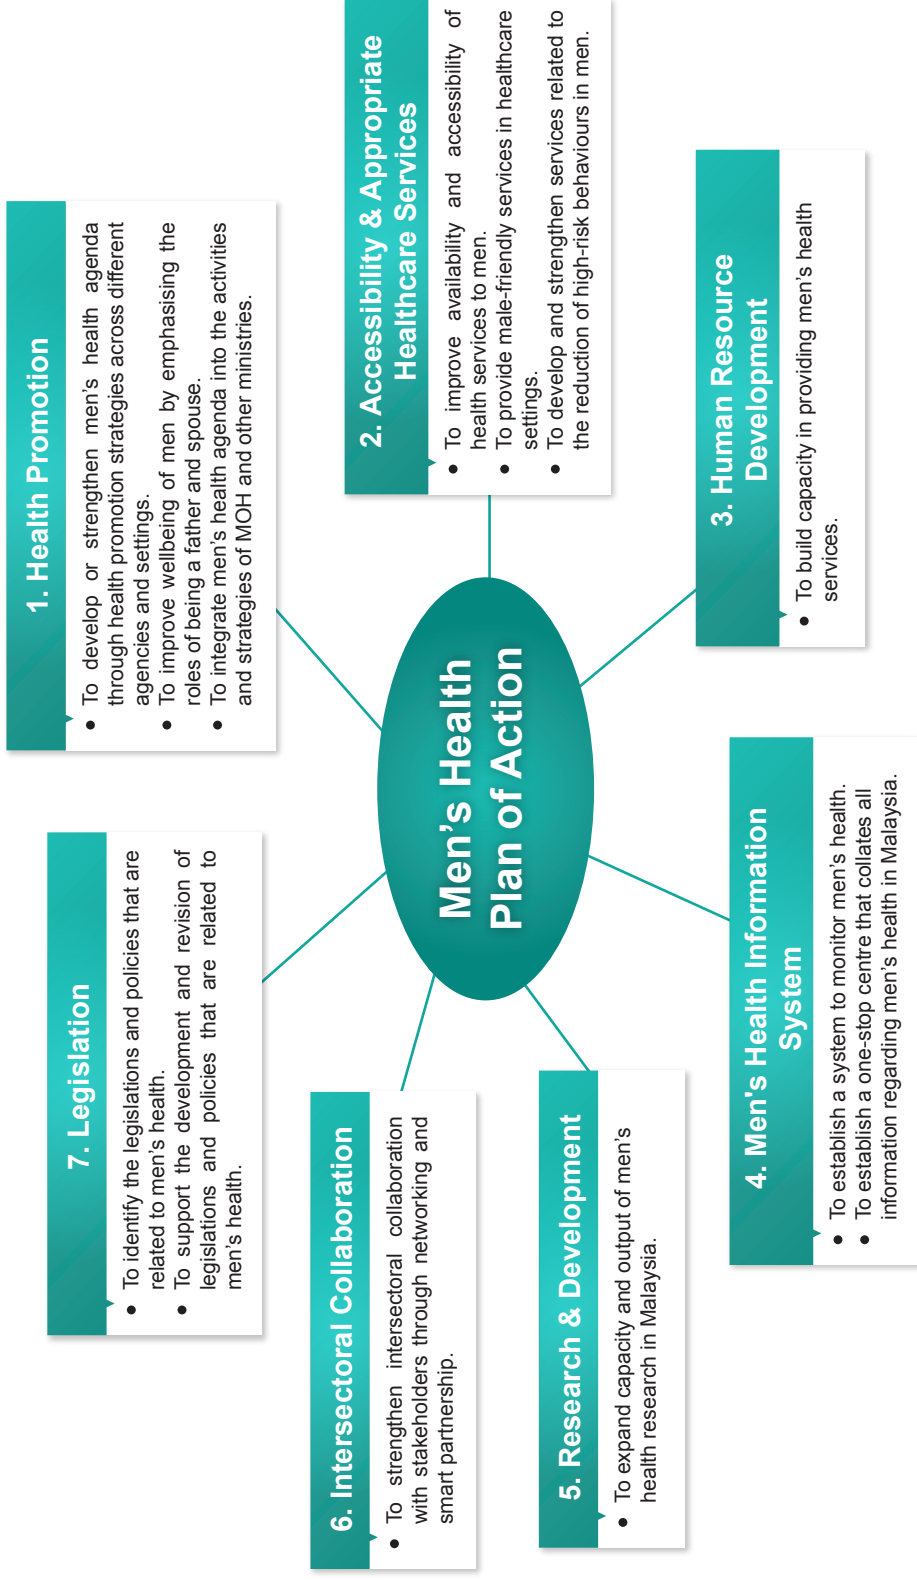 Men's Health
Plan of Action
1. Health Promotion
• To develop or strengthen men's health agenda
through health promotion strategies across different
agencies and settings.
• To improve wellbeing of men by emphasising the
roles of being a father and spouse.
• To integrate men's health agenda into the activities
and strategies of MOH and other ministries.
2. Accessibility & Appropriate
Healthcare Services
• To improve availability and accessibility of
health services to men.
• To provide male-friendly services in healthcare
settings.
• To develop and strengthen services related to
the reduction of high-risk behaviours in men.
3. Human Resource
Development
• To build capacity in providing men's health
services.
4. Men's Health Information
System
• To establish a system to monitor men's health.
• To establish a one-stop centre that collates all
information regarding men's health in Malaysia.
5. Research & Development
• To expand capacity and output of men's
health research in Malaysia.
6. Intersectoral Collaboration
• To strengthen intersectoral collaboration
with stakeholders through networking and
smart partnership.
7. Legislation
• To identify the legislations and policies that are
related to men's health.
• To support the development and revision of
legislations and policies that are related to
men's health.